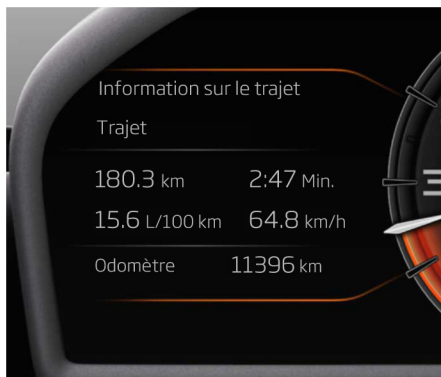 Information sur le trajet
Trajet
180.3 km 2:47 Min.
15.6 L/100 km 64.8 km/h
Odomètre 11396 km